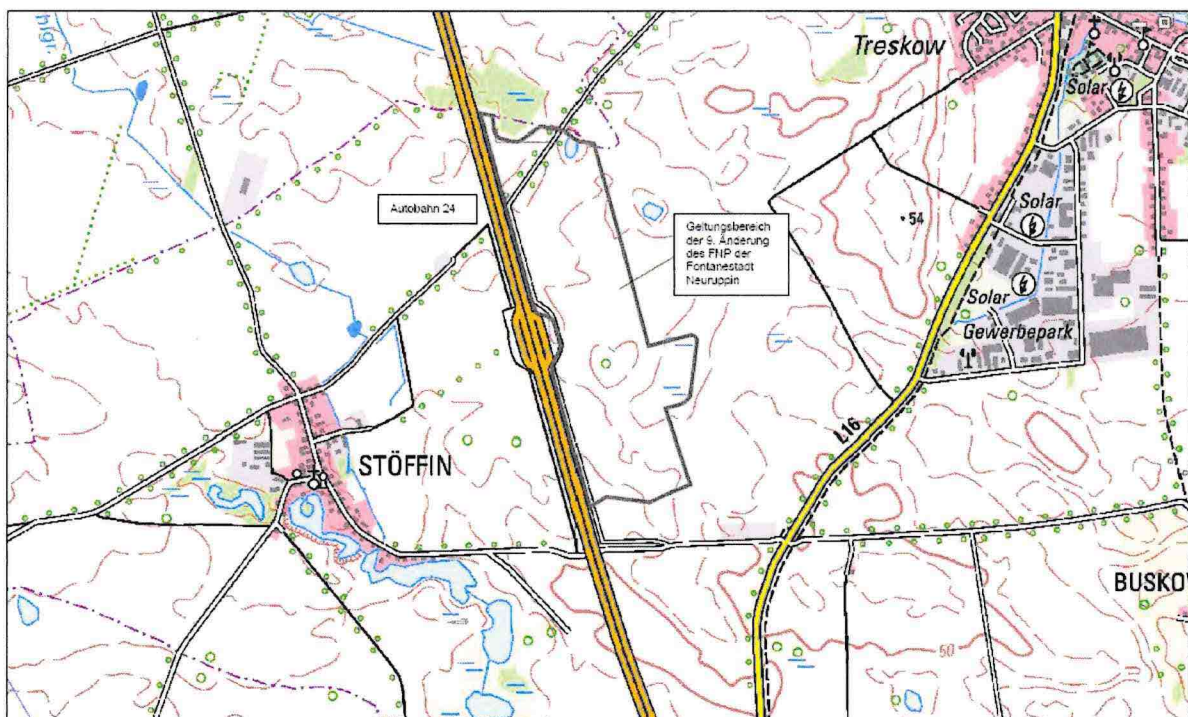 Treskow
Solar
Autobahn 24
Geltungsbereich
der 9. Änderung
des FNP der
Fontanestadt
Neuruppin
54
Solar
Solar
Gewerbepark
L16
STÖFFIN
BUSKOW
50